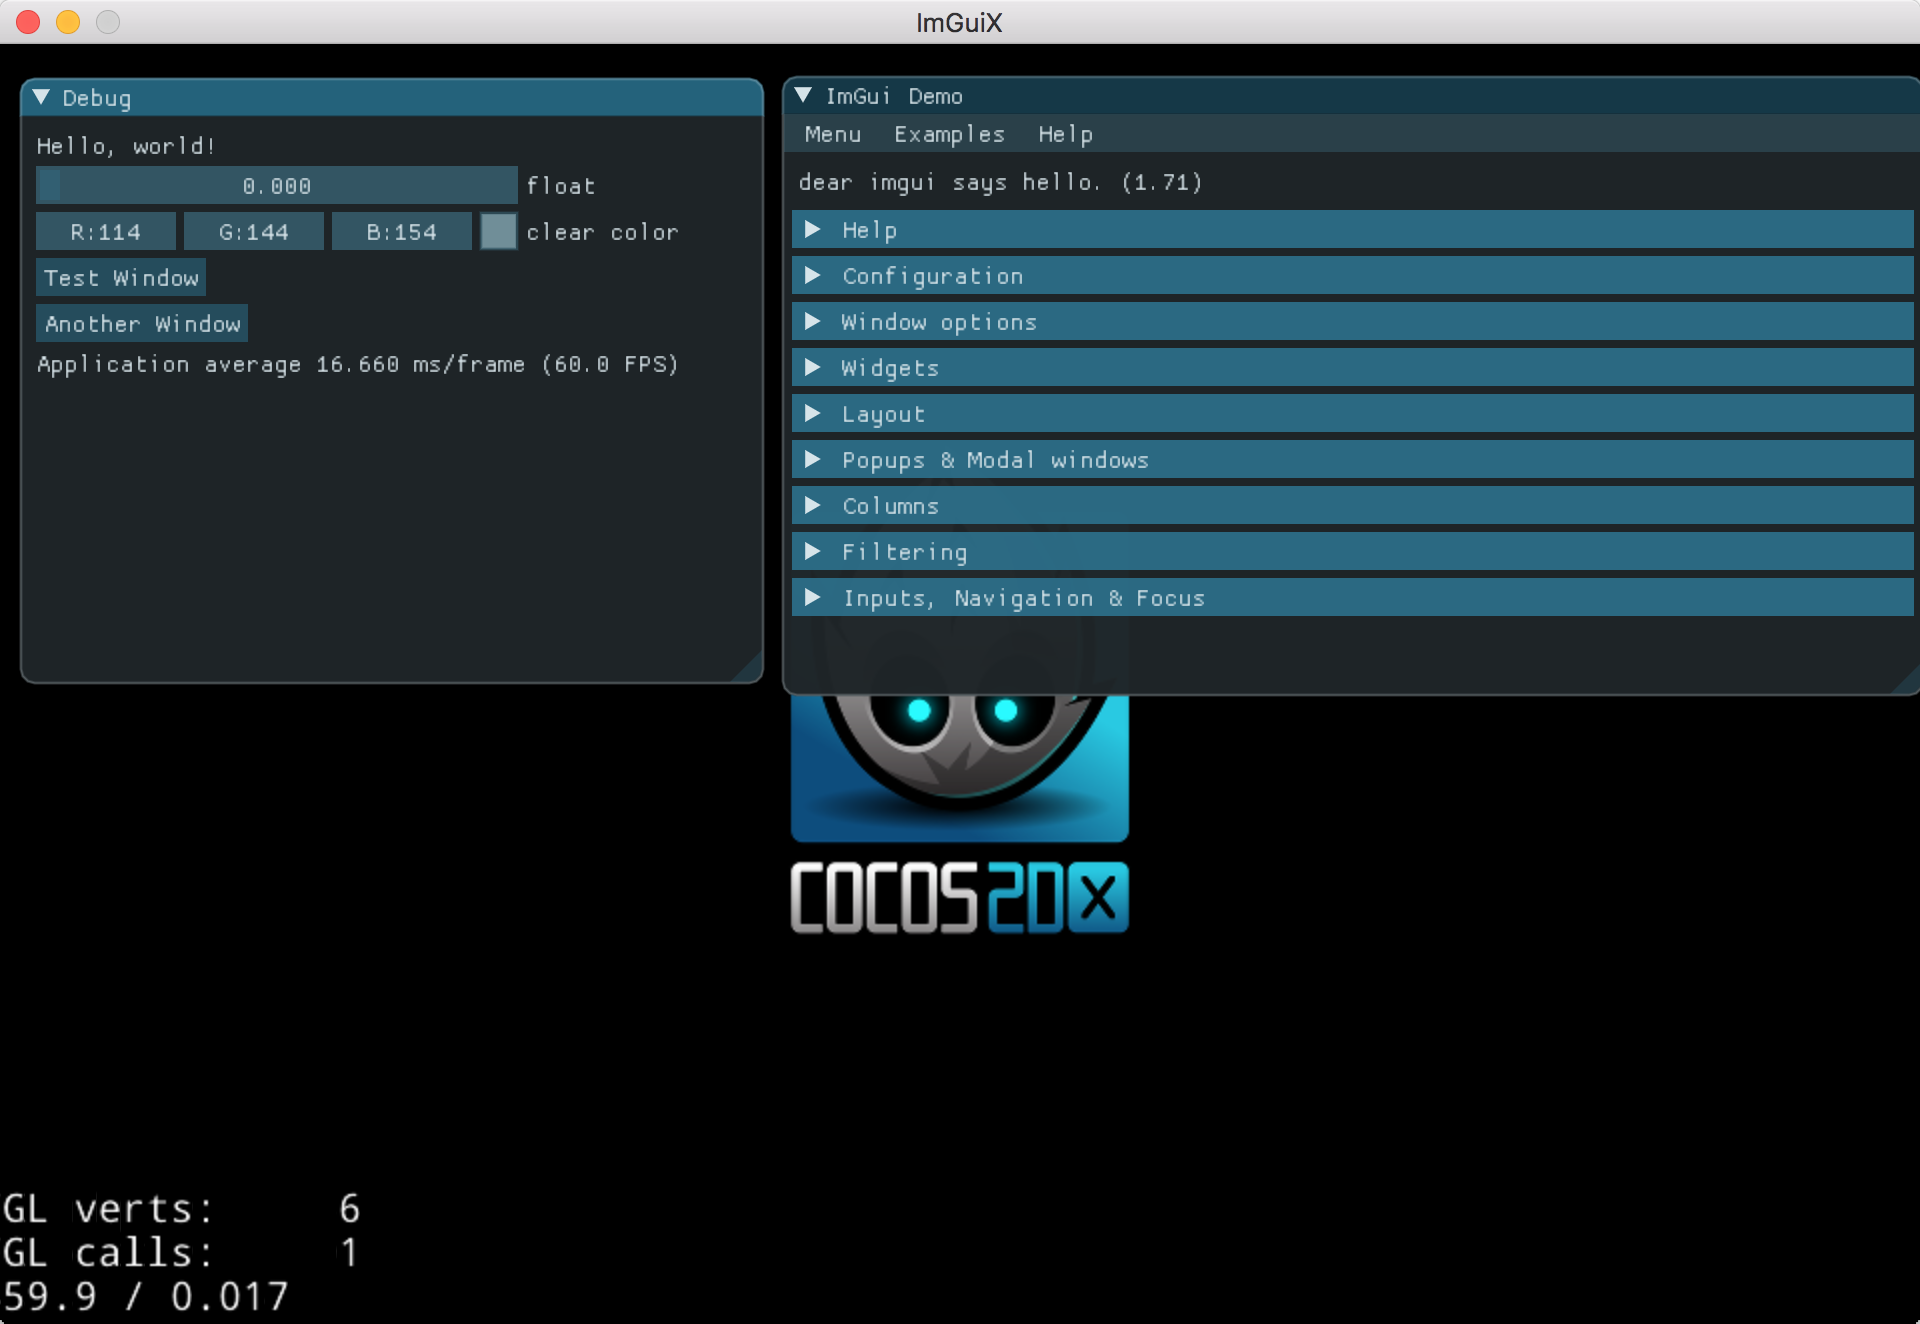 ImGuiX
Debug
Hello, world!
0.000 float
R:114 G:144 B:154 clear color
Test Window
Another Window
Application average 16.660 ms/frame (60.0 FPS)
ImGui Demo
Menu Examples Help
dear imgui says hello. (1.71)
Help
Configuration
Window options
Widgets
Layout
Popups & Modal windows
Columns
Filtering
Inputs, Navigation & Focus
COCOS2DX
GL verts: 6
GL calls: 1
59.9 / 0.017